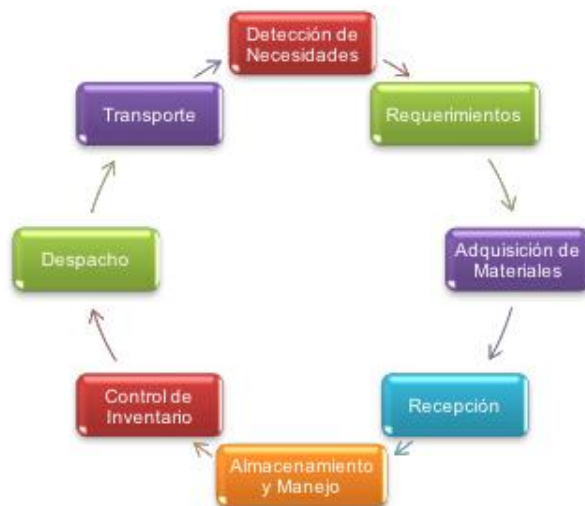 Detección de
Necesidades
Requerimientos
Adquisición de
Materiales
Recepción
Almacenamiento
y Manejo
Control de
Inventario
Despacho
Transporte